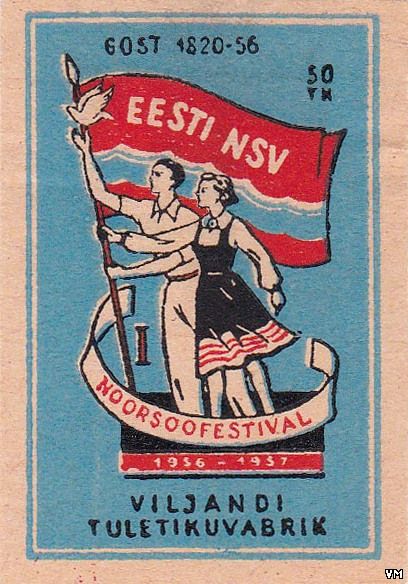 GOST 1820-56
50
TK
EESTI NSV
I
NOORSOOFESTIVAL
1956-1957
VILJANDI
TULETIKUVABRIK
VM